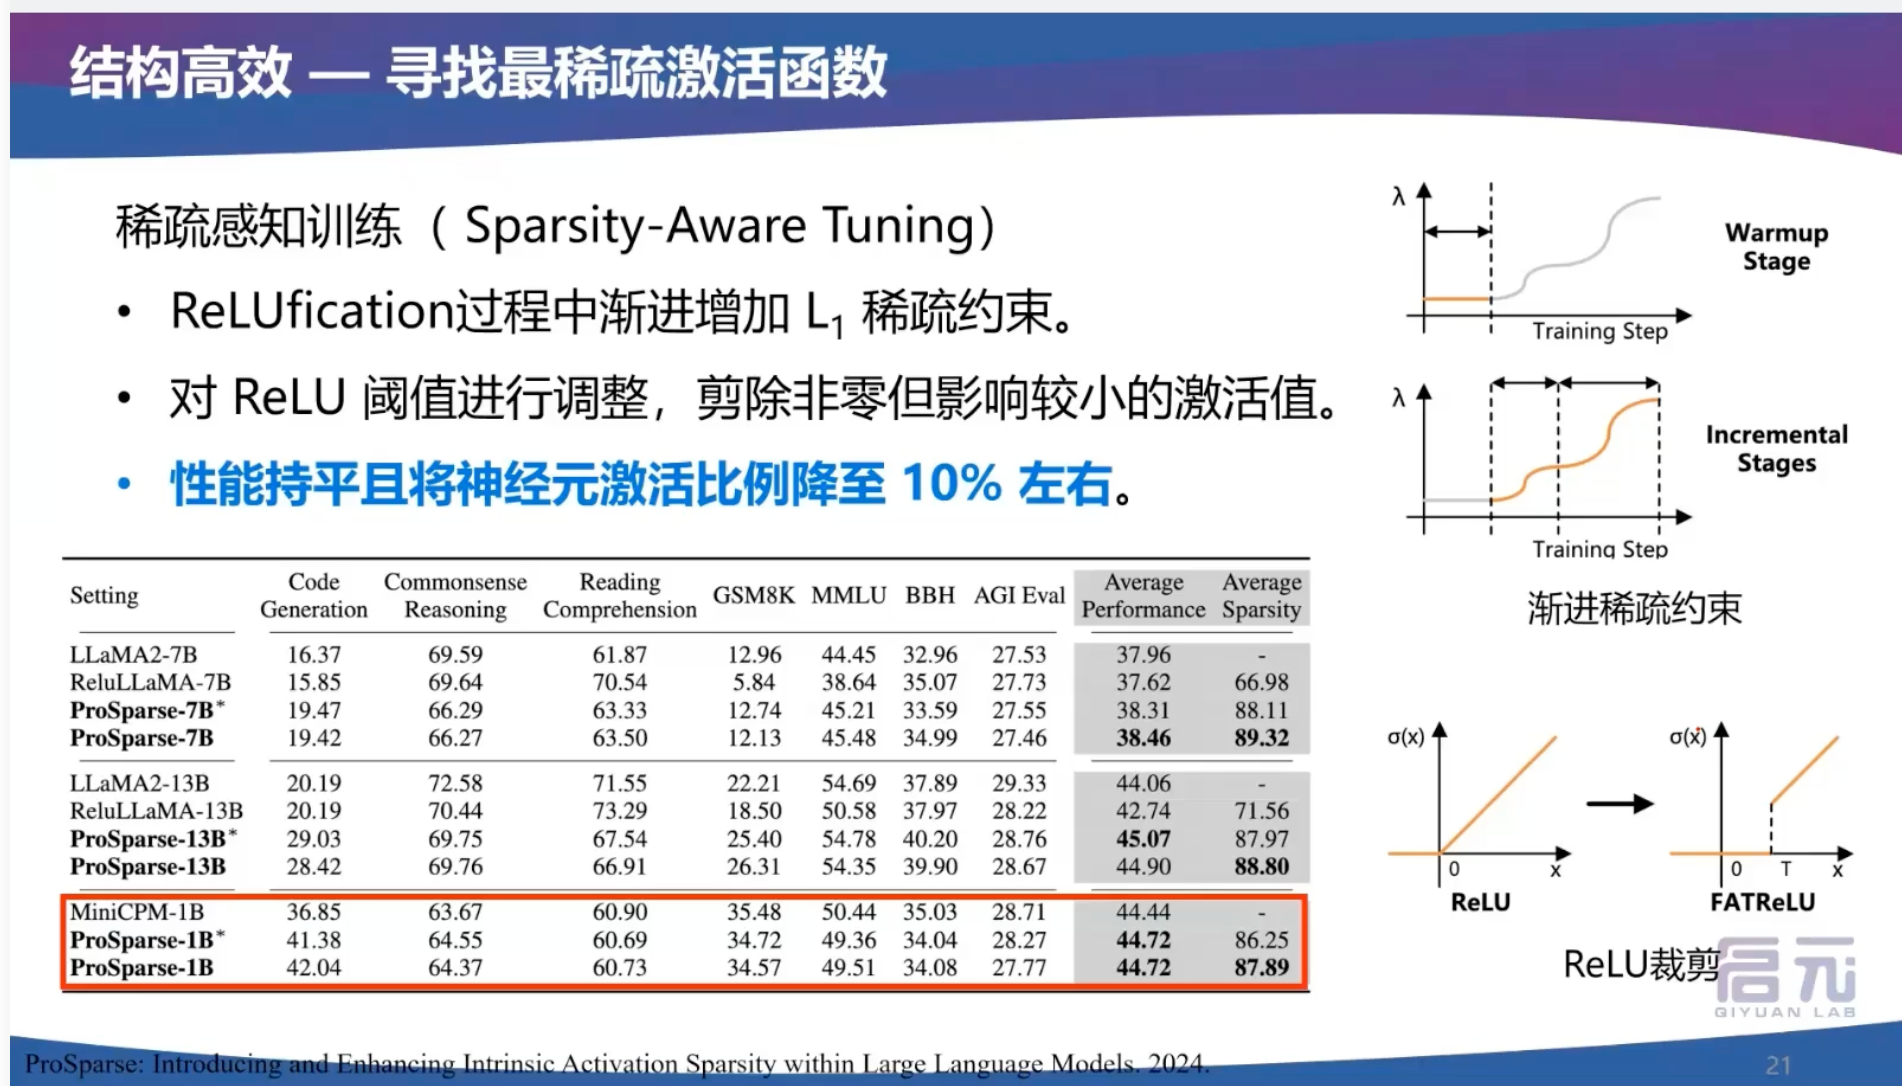 结构高效 — 寻找最稀疏激活函数
稀疏感知训练（ Sparsity-Aware Tuning）
• ReLUfication过程中渐进增加 L1 稀疏约束。
• 对 ReLU 阈值进行调整，剪除非零但影响较小的激活值。
• 性能持平且将神经元激活比例降至 10% 左右。
Setting Code Generation Commonsense Reasoning Reading Comprehension GSM8K MMLU BBH AGI Eval Average Performance Average Sparsity
LLaMA2-7B 16.37 69.59 61.87 12.96 44.45 32.96 27.53 37.96 -
ReluLLaMA-7B 15.85 69.64 70.54 5.84 38.64 35.07 27.73 37.62 66.98
ProSparse-7B* 19.47 66.29 63.33 12.74 45.21 33.59 27.55 38.31 88.11
ProSparse-7B 19.42 66.27 63.50 12.13 45.48 34.99 27.46 38.46 89.32
LLaMA2-13B 20.19 72.58 71.55 22.21 54.69 37.89 29.33 44.06 -
ReluLLaMA-13B 20.19 70.44 73.29 18.50 50.58 37.97 28.22 42.74 71.56
ProSparse-13B* 29.03 69.75 67.54 25.40 54.78 40.20 28.76 45.07 87.97
ProSparse-13B 28.42 69.76 66.91 26.31 54.35 39.90 28.67 44.90 88.80
MiniCPM-1B 36.85 63.67 60.90 35.48 50.44 35.03 28.71 44.44 -
ProSparse-1B* 41.38 64.55 60.69 34.72 49.36 34.04 28.27 44.72 86.25
ProSparse-1B 42.04 64.37 60.73 34.57 49.51 34.08 27.77 44.72 87.89
λ
Warmup
Stage
Training Step
λ
Incremental
Stages
Training Step
渐进稀疏约束
σ(x)
0 x
ReLU
σ(x)
0 T x
FATReLU
ReLU裁剪
启元
QIYUAN LAB
ProSparse: Introducing and Enhancing Intrinsic Activation Sparsity within Large Language Models. 2024.
21